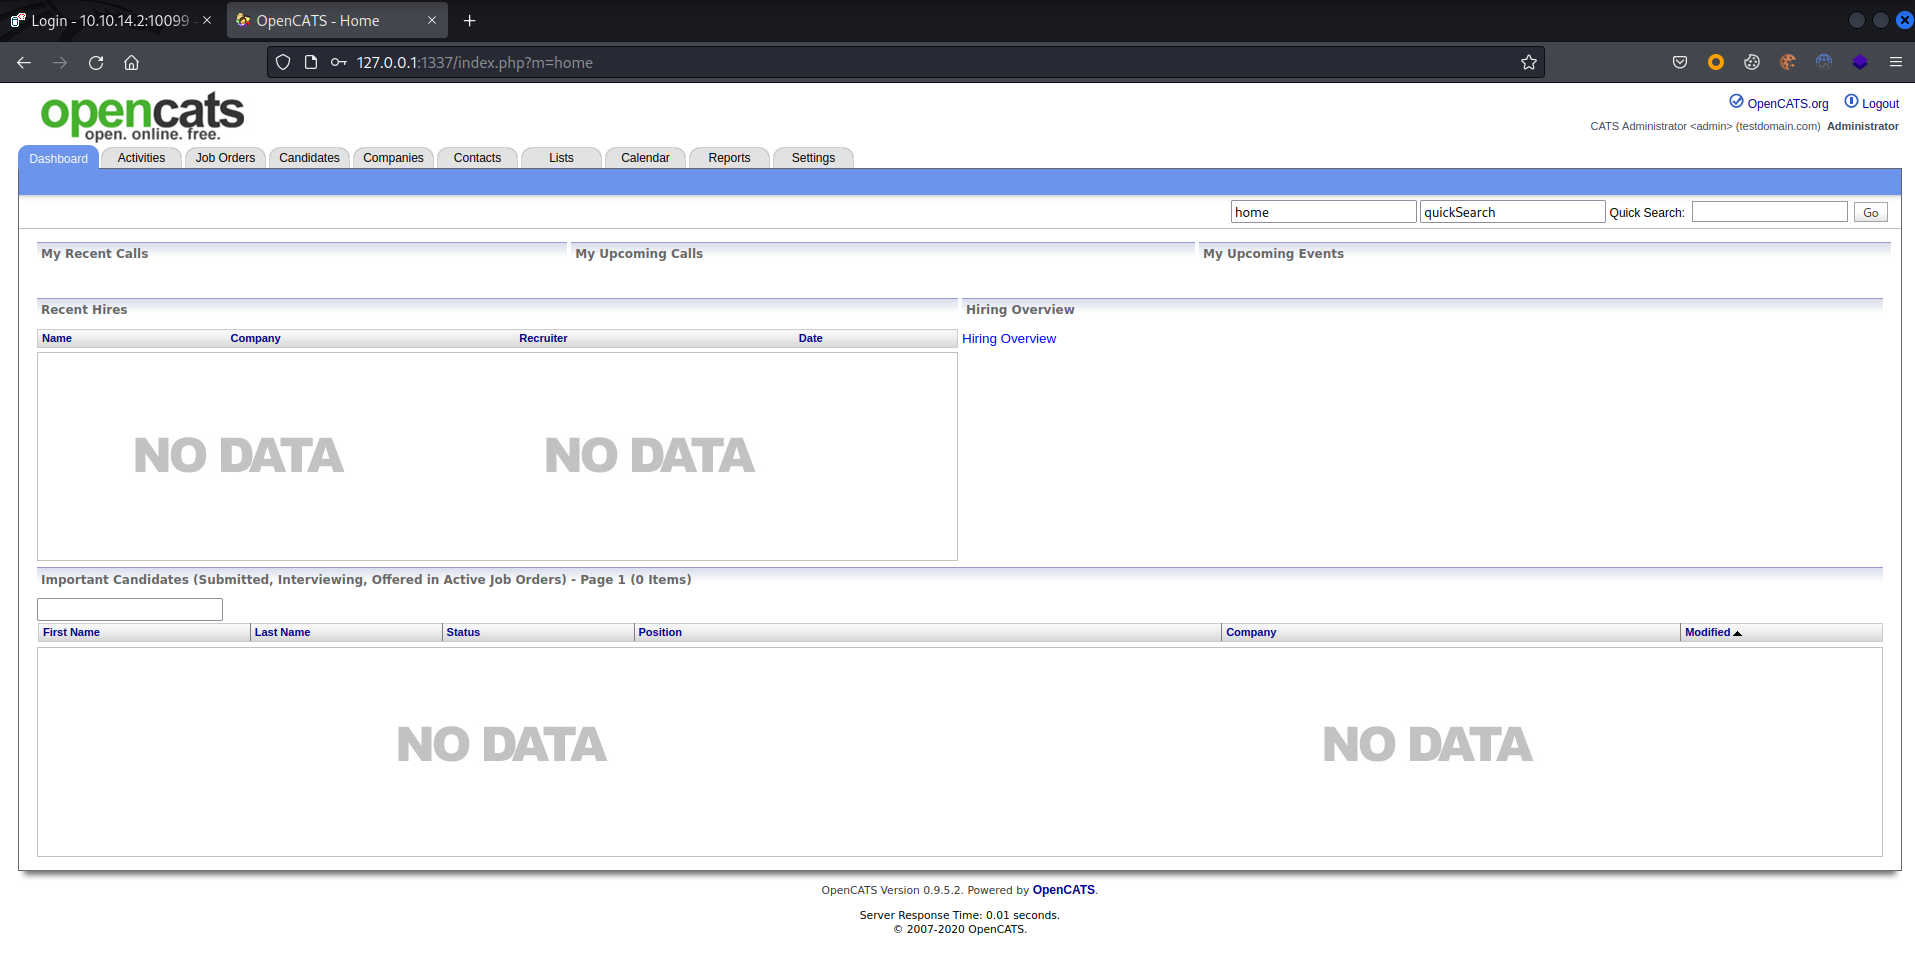 Login - 10.10.14.2:10099
OpenCATS - Home
127.0.0.1:1337/index.php?m=home
opencats
open. online. free.
OpenCATS.org Logout
CATS Administrator <admin> (testdomain.com) Administrator
Dashboard Activities Job Orders Candidates Companies Contacts Lists Calendar Reports Settings
home quickSearch Quick Search: Go
My Recent Calls My Upcoming Calls My Upcoming Events
Recent Hires Hiring Overview
Name Company Recruiter Date Hiring Overview
NO DATA NO DATA
Important Candidates (Submitted, Interviewing, Offered in Active Job Orders) - Page 1 (0 Items)
First Name Last Name Status Position Company Modified
NO DATA NO DATA
OpenCATS Version 0.9.5.2. Powered by OpenCATS.
Server Response Time: 0.01 seconds.
© 2007-2020 OpenCATS.